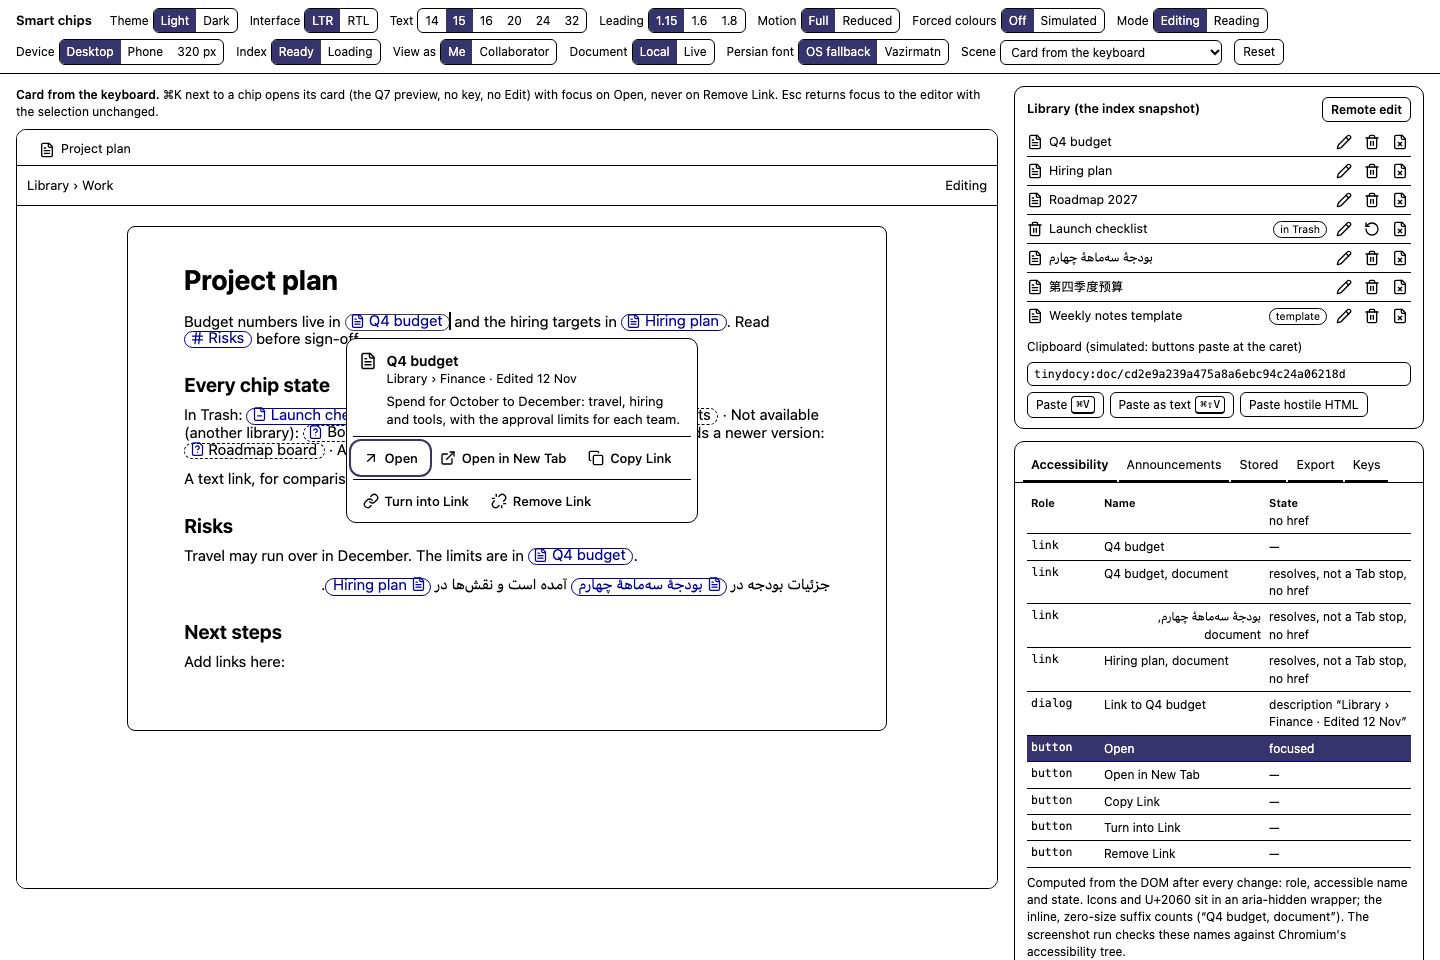 Smart chips Theme Light Dark Interface LTR RTL Text 14 15 16 20 24 32 Leading 1.15 1.6 1.8 Motion Full Reduced Forced colours Off Simulated Mode Editing Reading
Device Desktop Phone 320 px Index Ready Loading View as Me Collaborator Document Local Live Persian font OS fallback Vazirmatn Scene Card from the keyboard Reset
Card from the keyboard. ⌘K next to a chip opens its card (the Q7 preview, no key, no Edit) with focus on Open, never on Remove Link. Esc returns focus to the editor with
the selection unchanged.
Project plan
Library › Work Editing
Project plan
Budget numbers live in Q4 budget and the hiring targets in Hiring plan. Read
# Risks before sign-off
Q4 budget
Library › Finance · Edited 12 Nov
Spend for October to December: travel, hiring
and tools, with the approval limits for each team.
Open Open in New Tab Copy Link
Turn into Link Remove Link
Every chip state
In Trash: Launch che ts · Not available
(another library): Bo ds a newer version:
Roadmap board · A
A text link, for comparis
Risks
Travel may run over in December. The limits are in Q4 budget.
جزئیات بودجه در بودجهٔ سه‌ماههٔ چهارم آمده است و نقش‌ها در Hiring plan.
Next steps
Add links here:
Library (the index snapshot) Remote edit
Q4 budget
Hiring plan
Roadmap 2027
Launch checklist in Trash
بودجهٔ سه‌ماههٔ چهارم
第四季度预算
Weekly notes template template
Clipboard (simulated: buttons paste at the caret)
tinydocy:doc/cd2e9a239a475a8a6ebc94c24a06218d
Paste ⌘V Paste as text ⌘⇧V Paste hostile HTML
Accessibility Announcements Stored Export Keys
Role Name State
no href
link Q4 budget —
link Q4 budget, document resolves, not a Tab stop,
no href
link بودجهٔ سه‌ماههٔ چهارم, resolves, not a Tab stop,
document no href
link Hiring plan, document resolves, not a Tab stop,
no href
dialog Link to Q4 budget description “Library ›
Finance · Edited 12 Nov”
button Open focused
button Open in New Tab —
button Copy Link —
button Turn into Link —
button Remove Link —
Computed from the DOM after every change: role, accessible name
and state. Icons and U+2060 sit in an aria-hidden wrapper; the
inline, zero-size suffix counts (“Q4 budget, document”). The
screenshot run checks these names against Chromium's
accessibility tree.